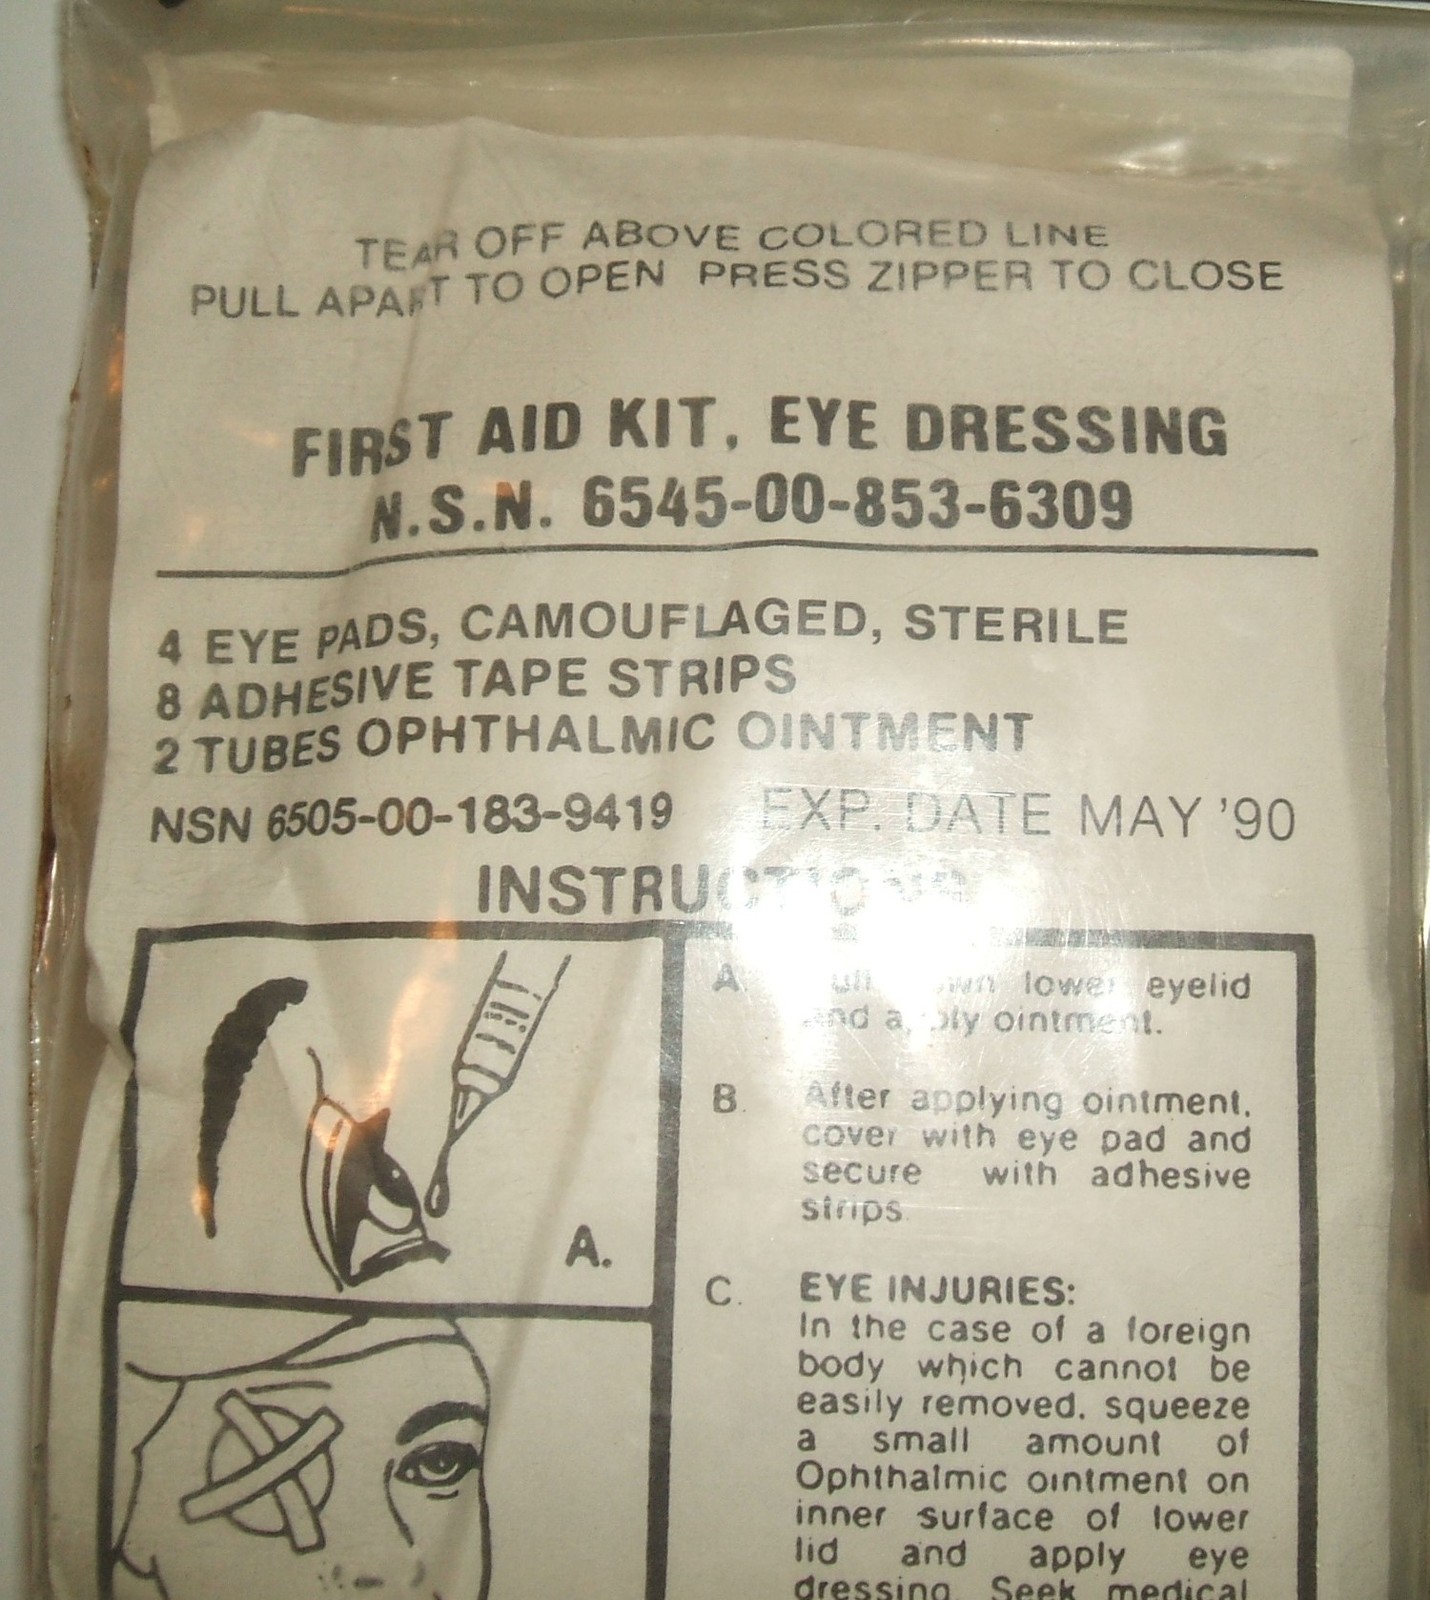 TEAR OFF ABOVE COLORED LINE
PULL APART TO OPEN PRESS ZIPPER TO CLOSE
FIRST AID KIT, EYE DRESSING
N.S.N. 6545-00-853-6309
4 EYE PADS, CAMOUFLAGED, STERILE
8 ADHESIVE TAPE STRIPS
2 TUBES OPHTHALMIC OINTMENT
NSN 6505-00-183-9419 EXP. DATE MAY '90
INSTRUCTIONS
A. lower eyelid
and apply ointment.
B. After applying ointment,
cover with eye pad and
secure with adhesive
strips
C. EYE INJURIES:
In the case of a foreign
body which cannot be
easily removed, squeeze
a small amount of
Ophthalmic ointment on
inner surface of lower
lid and apply eye
dressing. Seek medical
A.